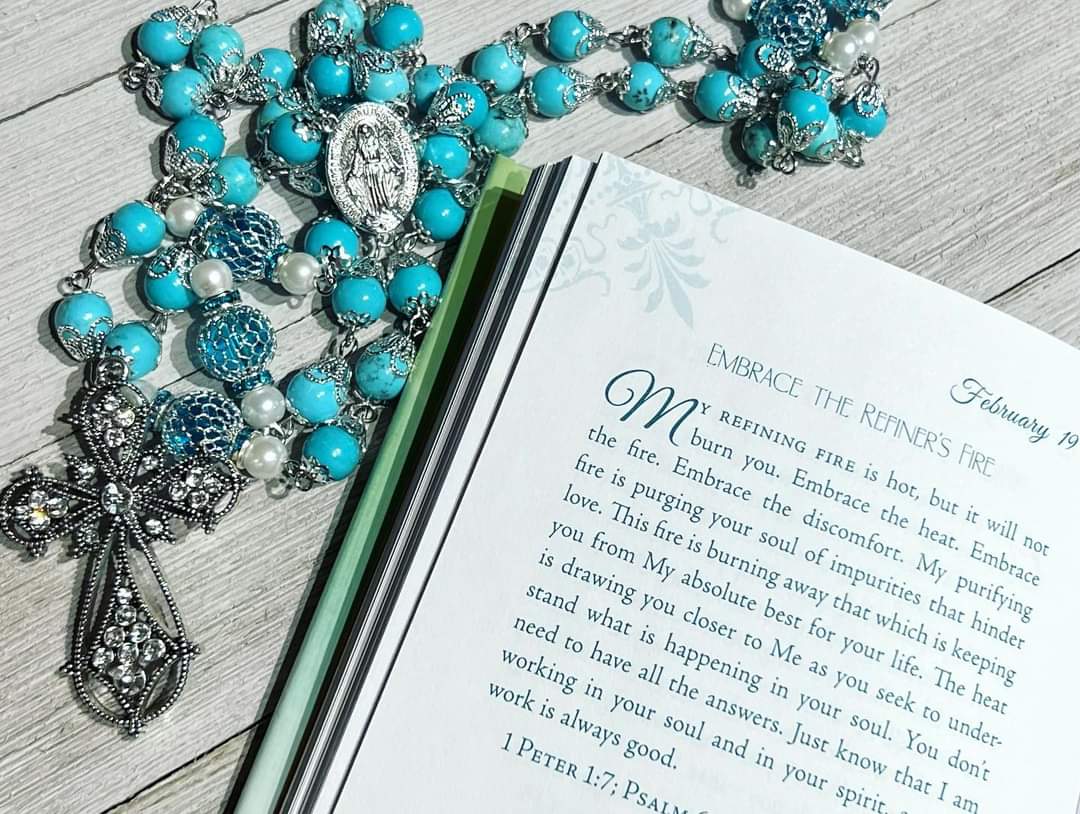 February 19
EMBRACE THE REFINER'S FIRE
MY REFINING FIRE is hot, but it will not
burn you. Embrace the heat. Embrace
the fire. Embrace the discomfort. My purifying
fire is purging your soul of impurities that hinder
love. This fire is burning away that which is keeping
you from My absolute best for your life. The heat
is drawing you closer to Me as you seek to under-
stand what is happening in your soul. You don't
need to have all the answers. Just know that I am
working in your soul and in your spirit,
work is always good.
1 PETER 1:7; PSALM